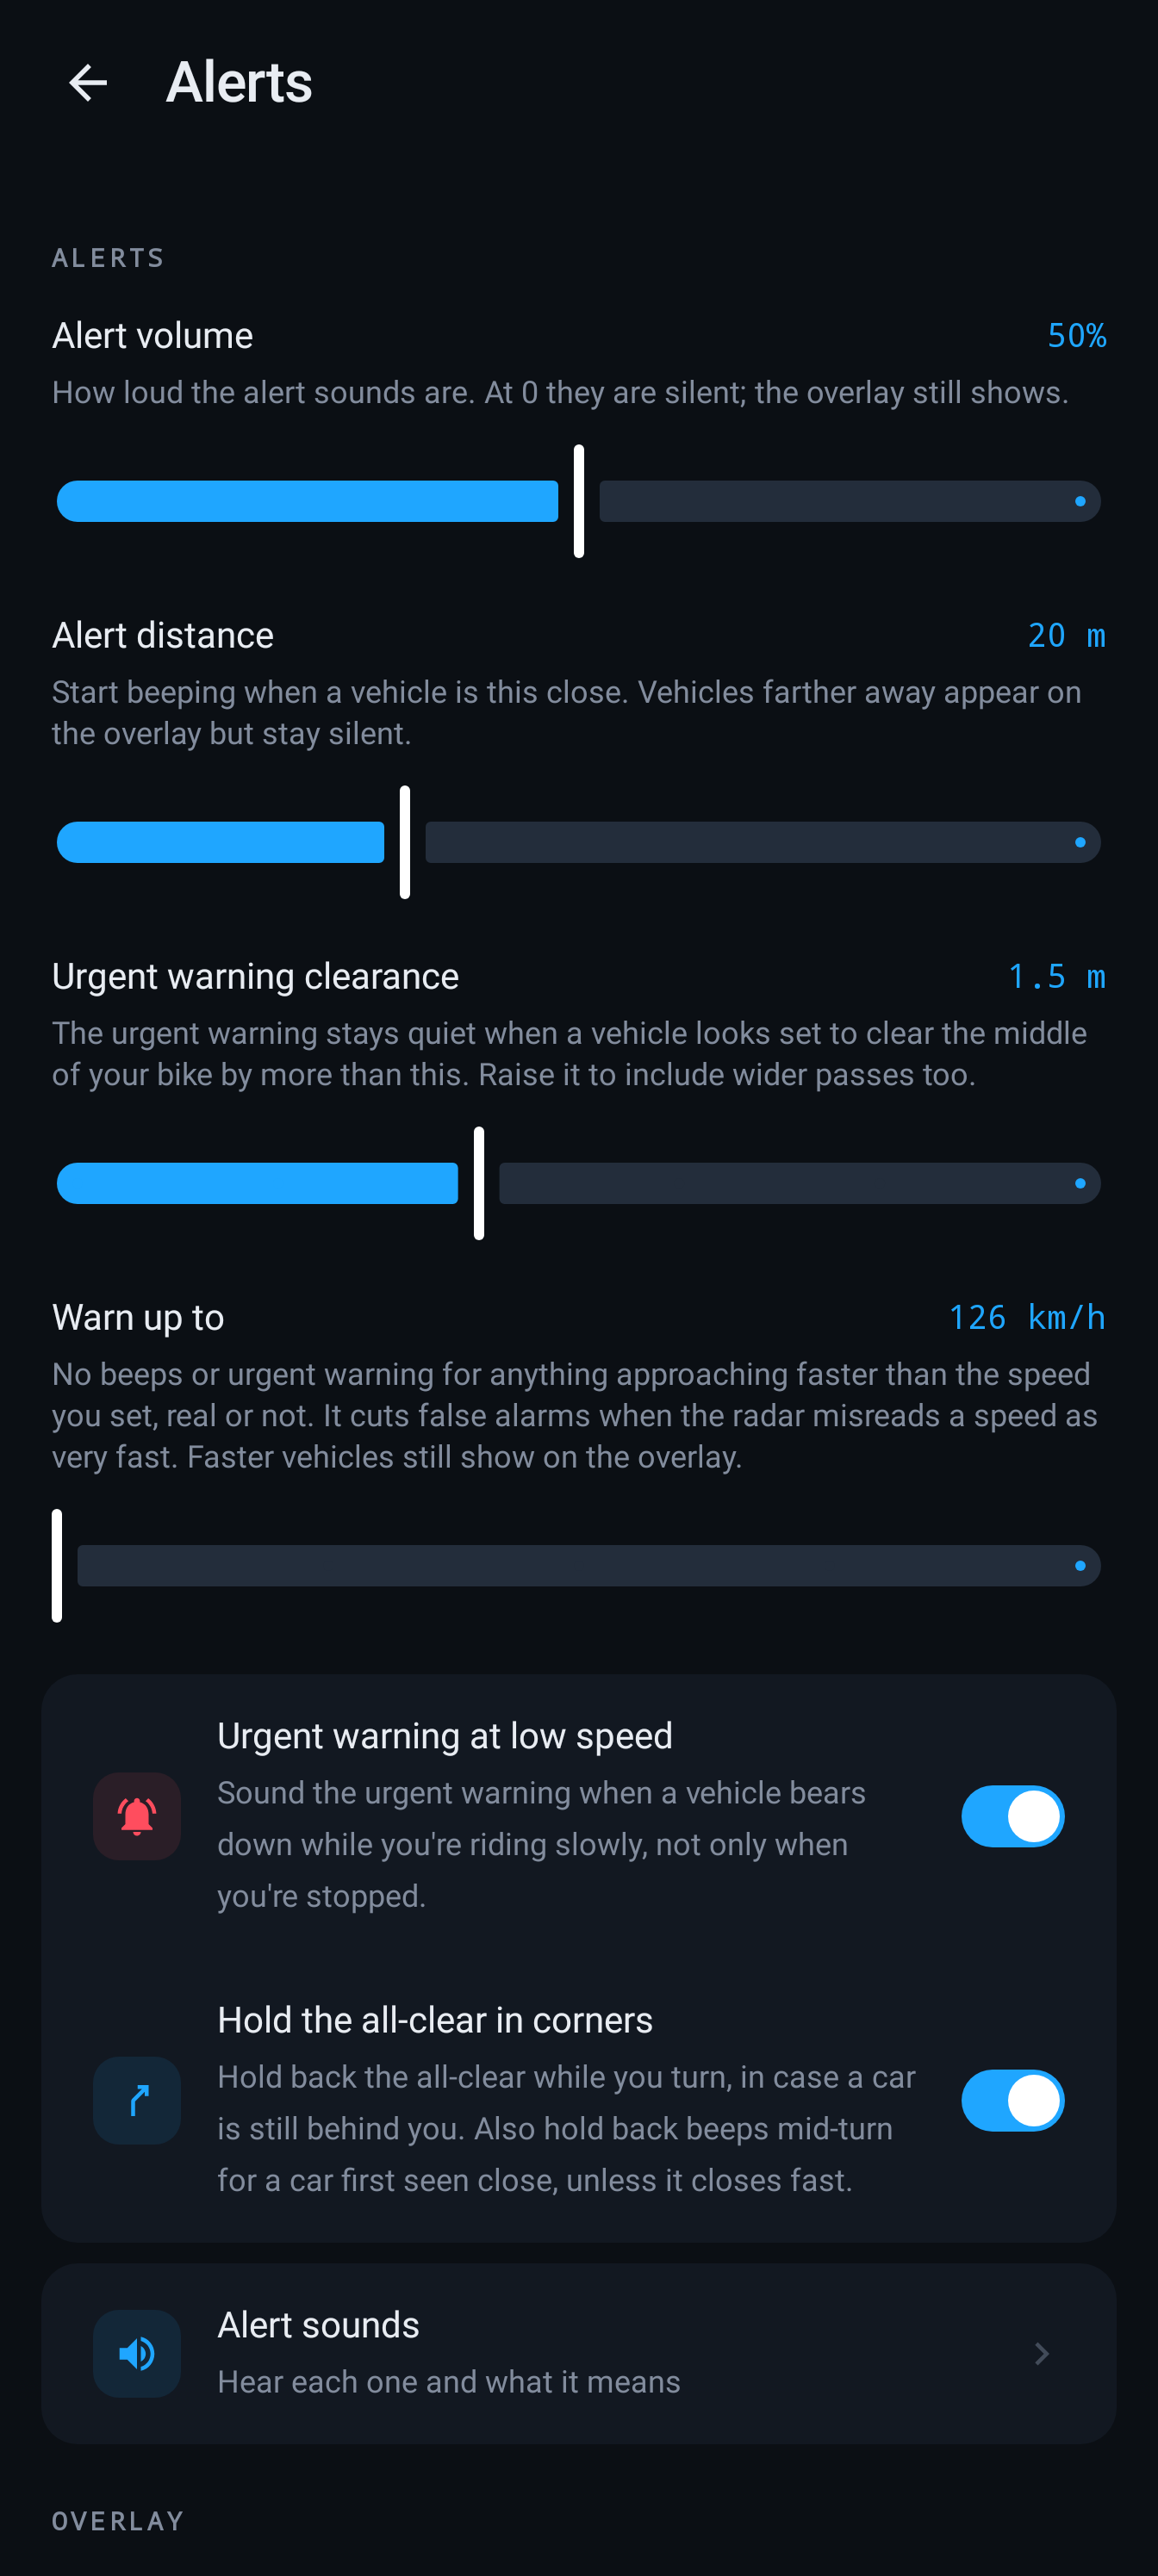 Alerts
ALERTS
Alert volume 50%
How loud the alert sounds are. At 0 they are silent; the overlay still shows.
Alert distance 20 m
Start beeping when a vehicle is this close. Vehicles farther away appear on
the overlay but stay silent.
Urgent warning clearance 1.5 m
The urgent warning stays quiet when a vehicle looks set to clear the middle
of your bike by more than this. Raise it to include wider passes too.
Warn up to 126 km/h
No beeps or urgent warning for anything approaching faster than the speed
you set, real or not. It cuts false alarms when the radar misreads a speed as
very fast. Faster vehicles still show on the overlay.
Urgent warning at low speed
Sound the urgent warning when a vehicle bears
down while you're riding slowly, not only when
you're stopped.
Hold the all-clear in corners
Hold back the all-clear while you turn, in case a car
is still behind you. Also hold back beeps mid-turn
for a car first seen close, unless it closes fast.
Alert sounds
Hear each one and what it means
OVERLAY